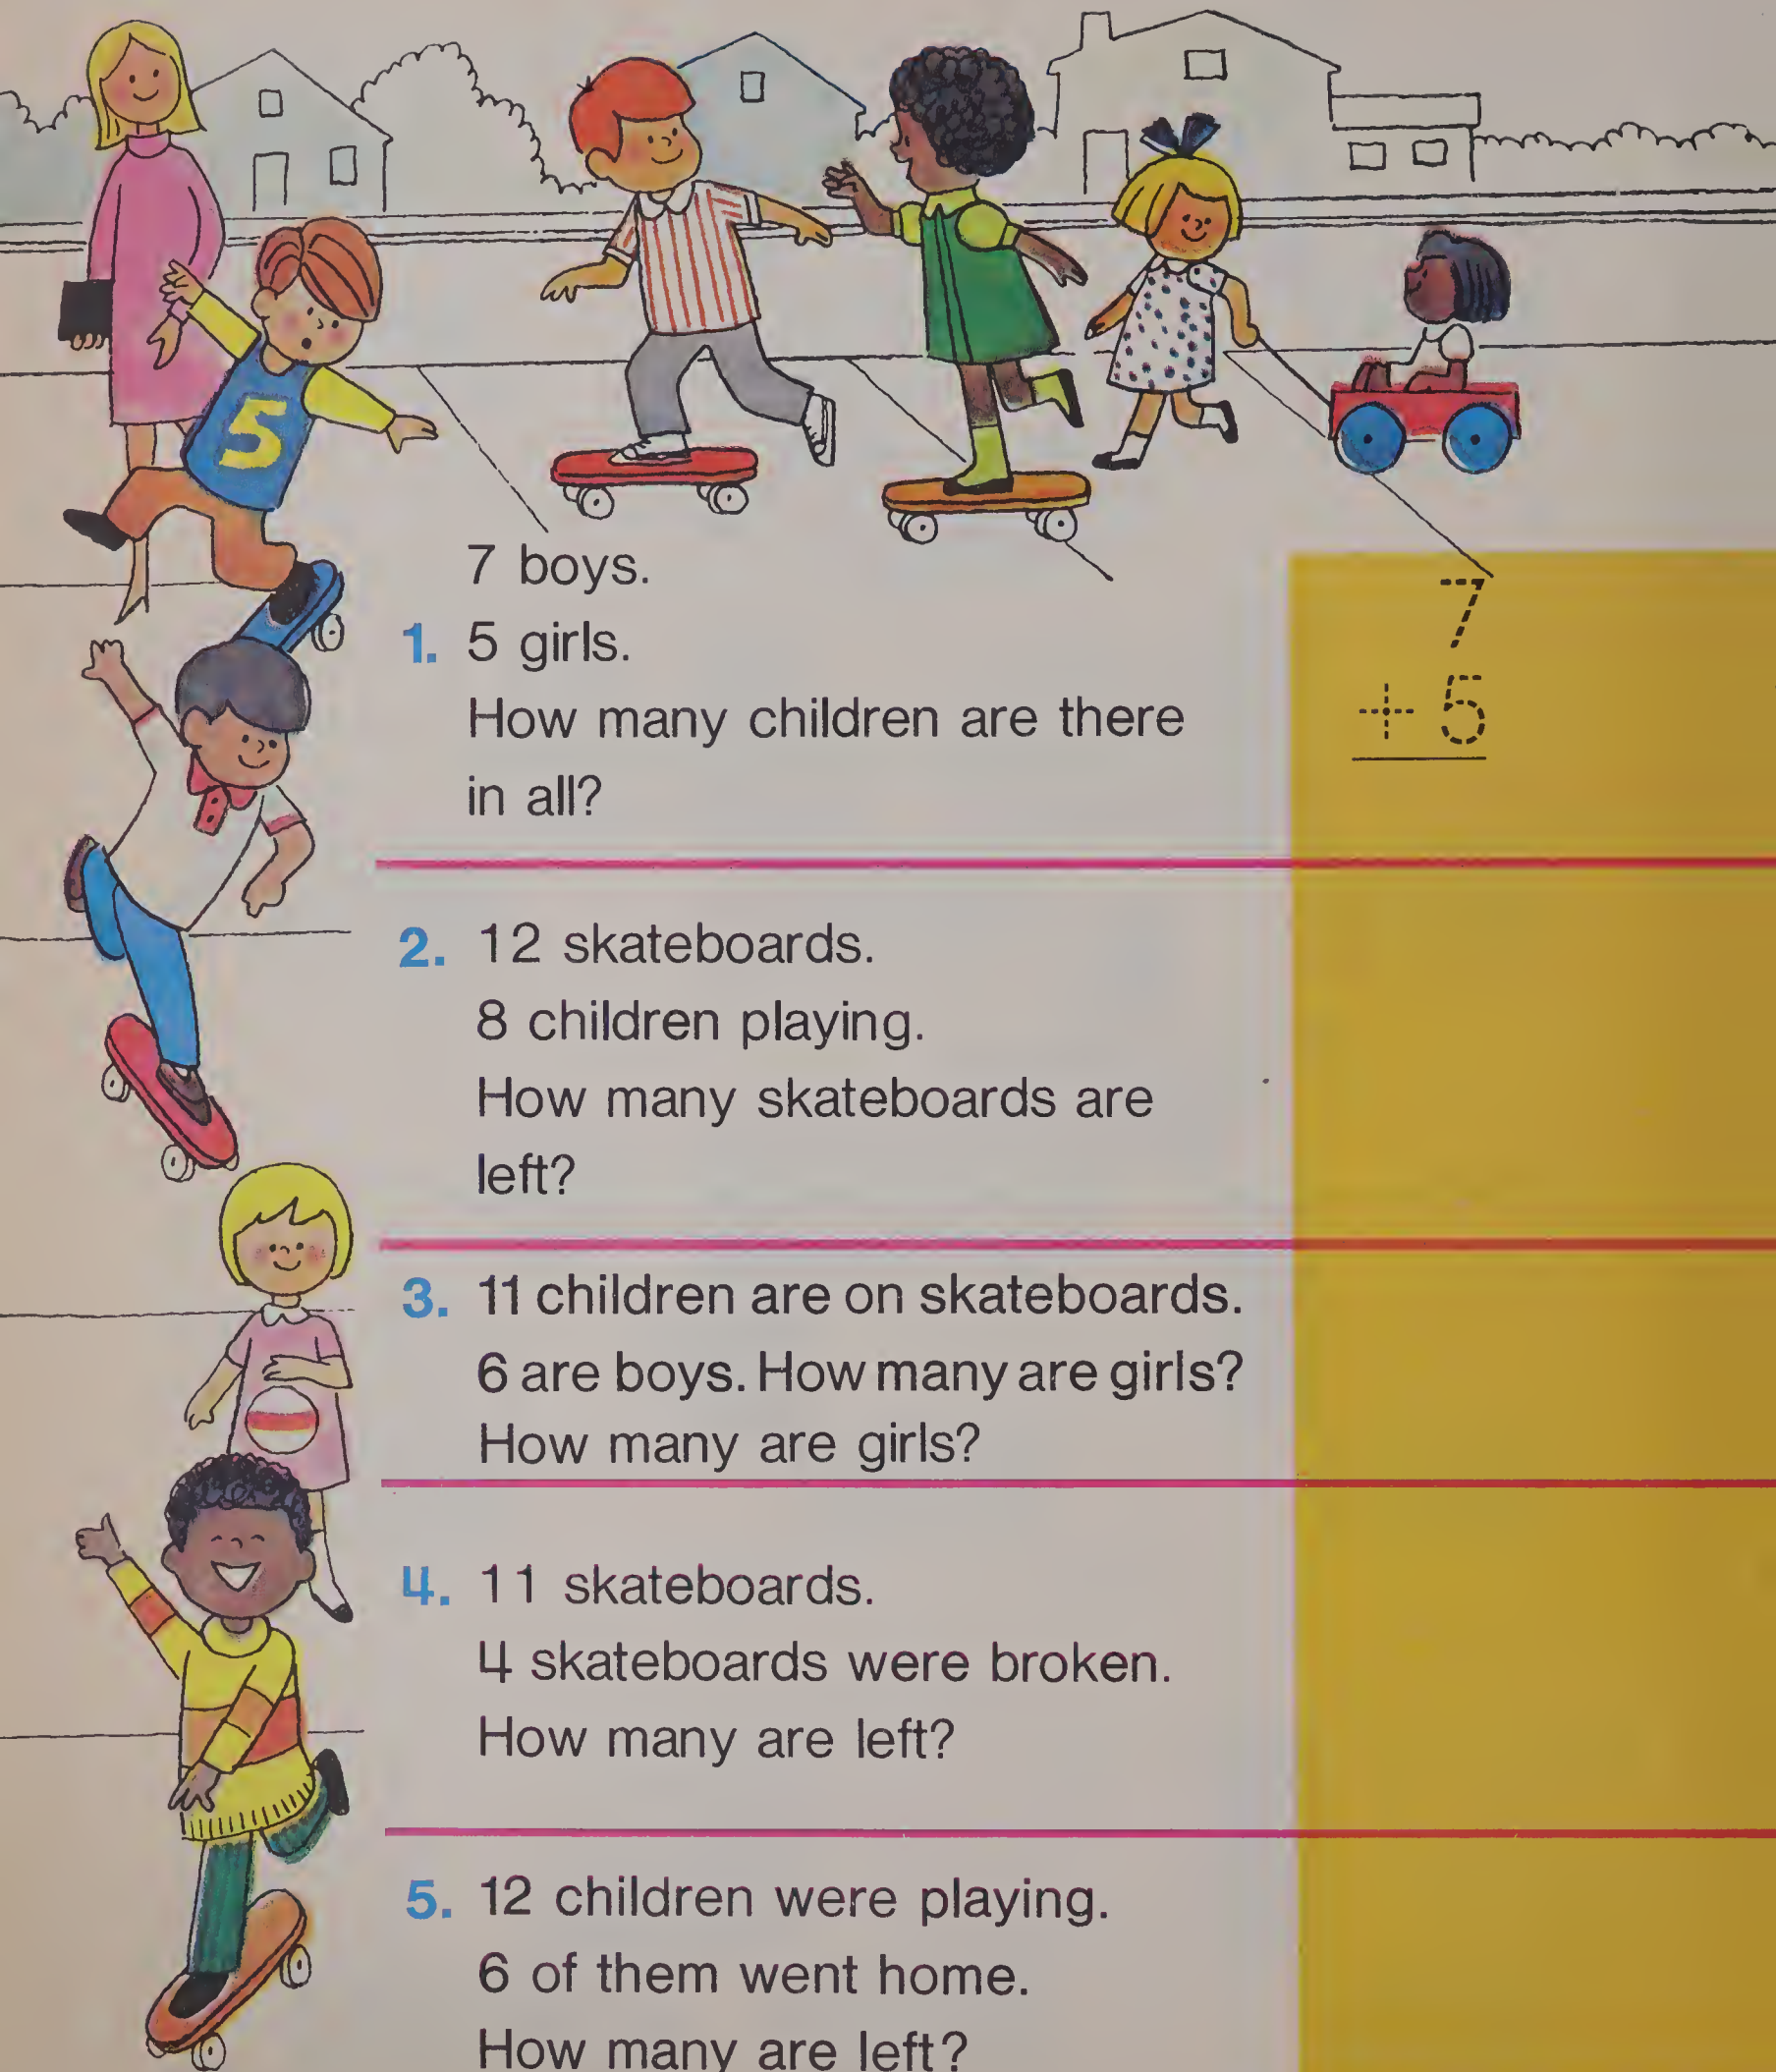 5
7 boys.
1. 5 girls.
How many children are there
in all?
7
+ 5
2. 12 skateboards.
8 children playing.
How many skateboards are
left?
3. 11 children are on skateboards.
6 are boys. How many are girls?
How many are girls?
4. 11 skateboards.
4 skateboards were broken.
How many are left?
5. 12 children were playing.
6 of them went home.
How many are left?